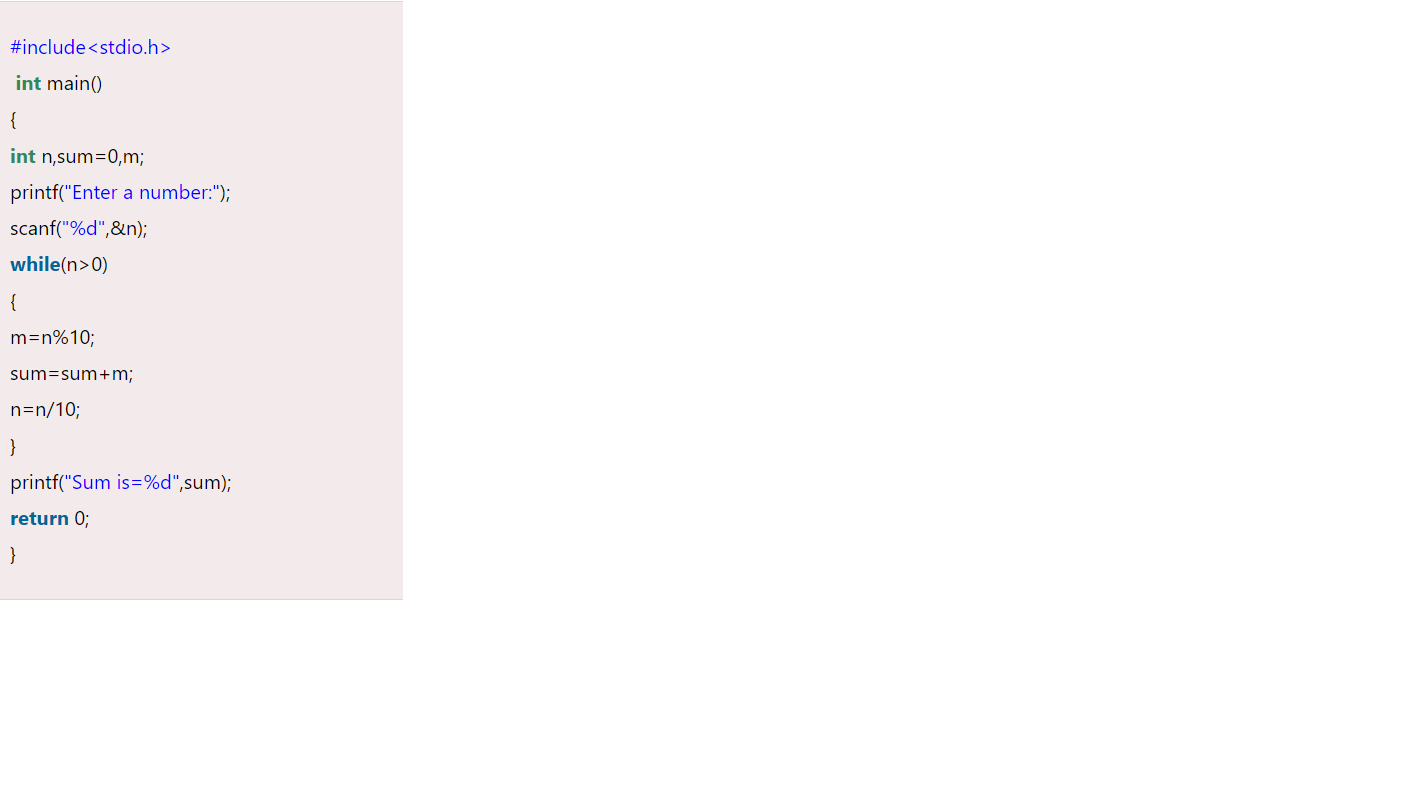 #include<stdio.h>
int main()
{
int n,sum=0,m;
printf("Enter a number:");
scanf("%d",&n);
while(n>0)
{
m=n%10;
sum=sum+m;
n=n/10;
}
printf("Sum is=%d",sum);
return 0;
}